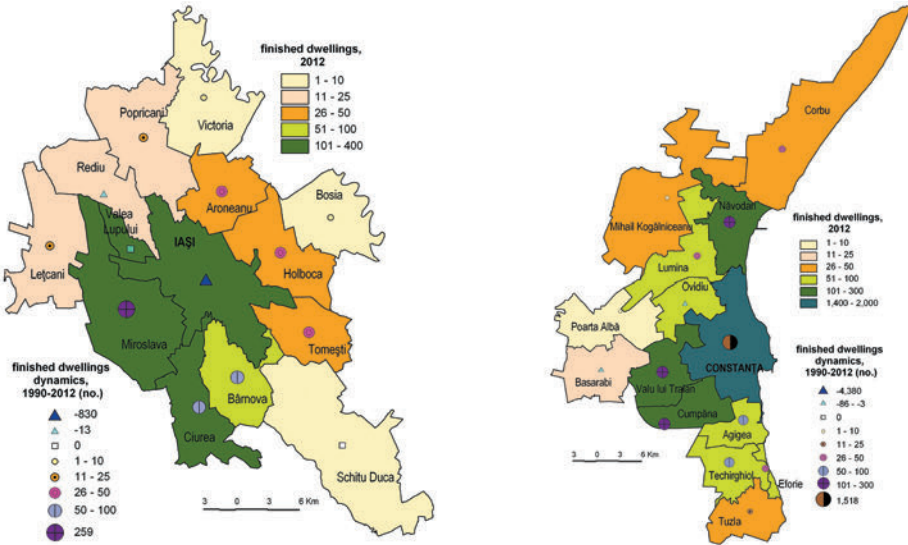 finished dwellings,
2012
1 - 10
11 - 25
26 - 50
51 - 100
101 - 400
Popricani
Victoria
Rediu
Aroneanu
Bosia
Valea
Lupului
IAŞI
Leţcani
Holboca
Miroslava
Tomeşti
Bârnova
Ciurea
Schitu Duca
finished dwellings
dynamics,
1990-2012 (no.)
-830
-13
0
1 - 10
11 - 25
26 - 50
50 - 100
259
3 0 3 6 Km
Corbu
Năvodari
Mihail Kogălniceanu
Lumina
Ovidiu
Poarta Albă
CONSTANŢA
Basarabi
Valu lui Traian
Cumpăna
Agigea
Techirghiol
Eforie
Tuzla
finished dwellings,
2012
1 - 10
11 - 25
26 - 50
51 - 100
101 - 300
1,400 - 2,000
finished dwellings
dynamics,
1990-2012 (no.)
-4,380
-86 - -3
0
1 - 10
11 - 25
26 - 50
50 - 100
101 - 300
1,518
3 0 3 6 Km